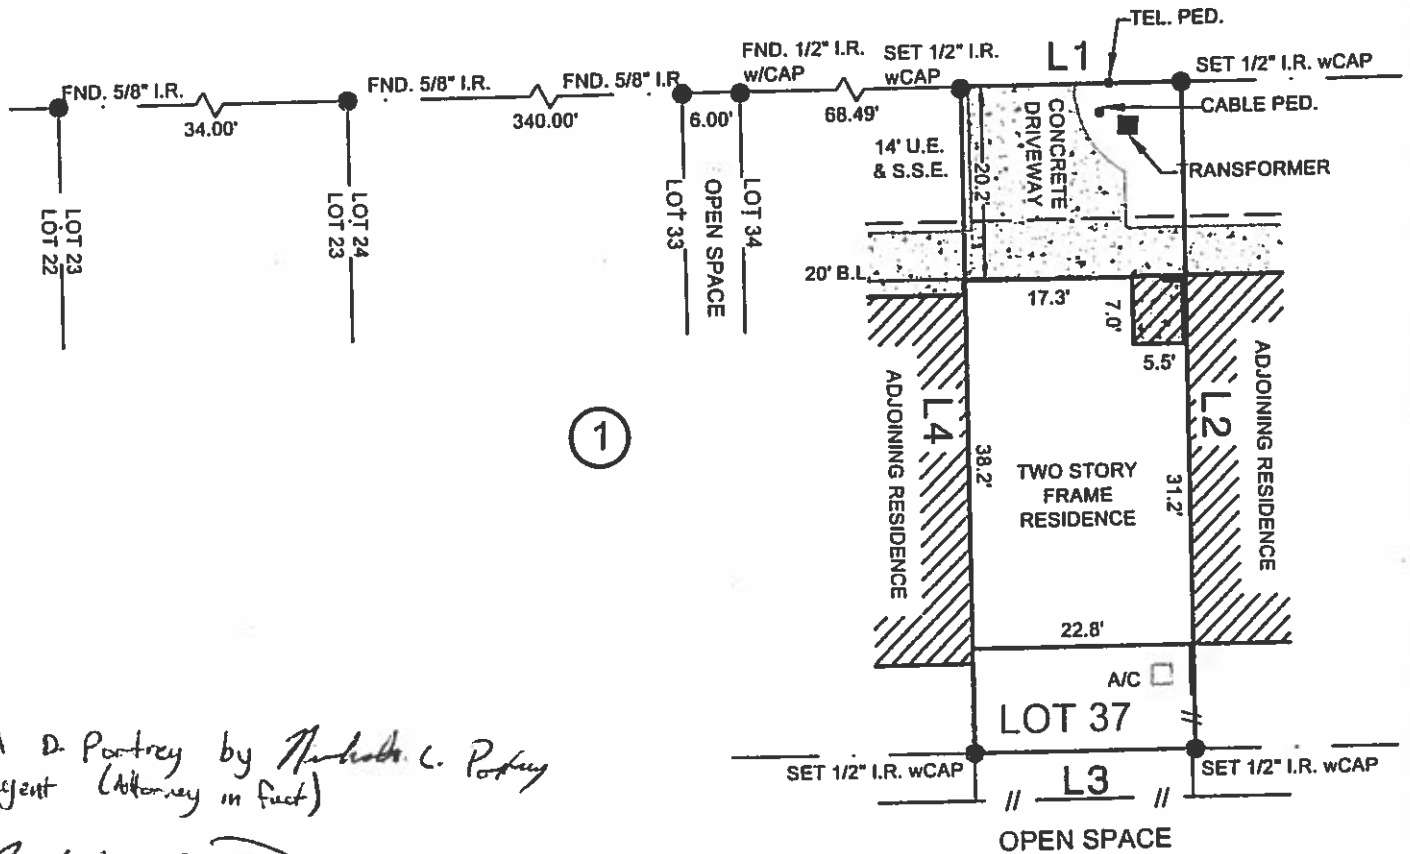 TEL. PED.
L1
FND. 1/2" I.R.
w/CAP
SET 1/2" I.R.
wCAP
SET 1/2" I.R. wCAP
FND. 5/8" I.R.
FND. 5/8" I.R.
FND. 5/8" I.R
34.00'
340.00'
6.00'
68.49'
CABLE PED.
CONCRETE
DRIVEWAY
14' U.E.
& S.S.E.
20.2'
TRANSFORMER
LOT 23
LOT 22
LOT 24
LOT 23
LOT 33
OPEN SPACE
LOT 34
20' B.L.
17.3'
7.0'
5.5'
ADJOINING RESIDENCE
L4
38.2'
TWO STORY
FRAME
RESIDENCE
31.2'
L2
ADJOINING RESIDENCE
1
22.8'
A/C
LOT 37
SET 1/2" I.R. wCAP
SET 1/2" I.R. wCAP
L3
OPEN SPACE
D. Portrey by C. Portrey
agent (Attorney in fact)